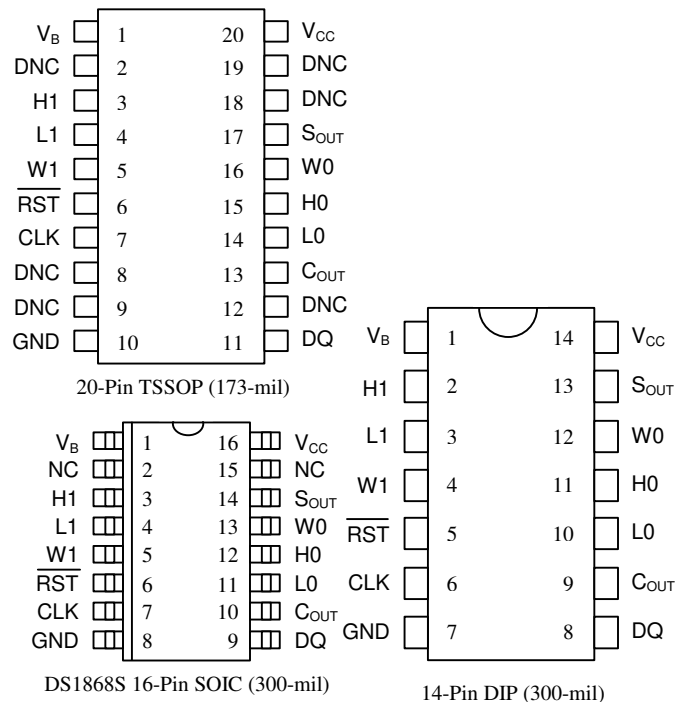 VB 1 20 VCC
DNC 2 19 DNC
H1 3 18 DNC
L1 4 17 SOUT
W1 5 16 W0
RST 6 15 H0
CLK 7 14 L0
DNC 8 13 COUT
DNC 9 12 DNC
GND 10 11 DQ
20-Pin TSSOP (173-mil)
VB 1 16 VCC
NC 2 15 NC
H1 3 14 SOUT
L1 4 13 W0
W1 5 12 H0
RST 6 11 L0
CLK 7 10 COUT
GND 8 9 DQ
DS1868S 16-Pin SOIC (300-mil)
VB 1 14 VCC
H1 2 13 SOUT
L1 3 12 W0
W1 4 11 H0
RST 5 10 L0
CLK 6 9 COUT
GND 7 8 DQ
14-Pin DIP (300-mil)